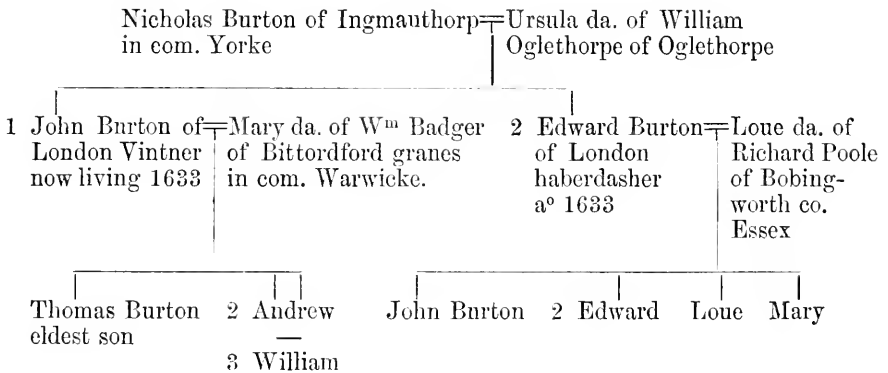 Nicholas Burton of Ingmanthorp=Ursula da. of William
in com. Yorke Oglethorpe of Oglethorpe
1 John Burton of=Mary da. of Wᵐ Badger
London Vintner of Bittordford granes
now living 1633 in com. Warwicke.
2 Edward Burton=Loue da. of
of London Richard Poole
haberdasher of Bobing-
aᵒ 1633 worth co.
Essex
Thomas Burton
eldest son
2 Andrew
—
3 William
John Burton
2 Edward
Loue
Mary